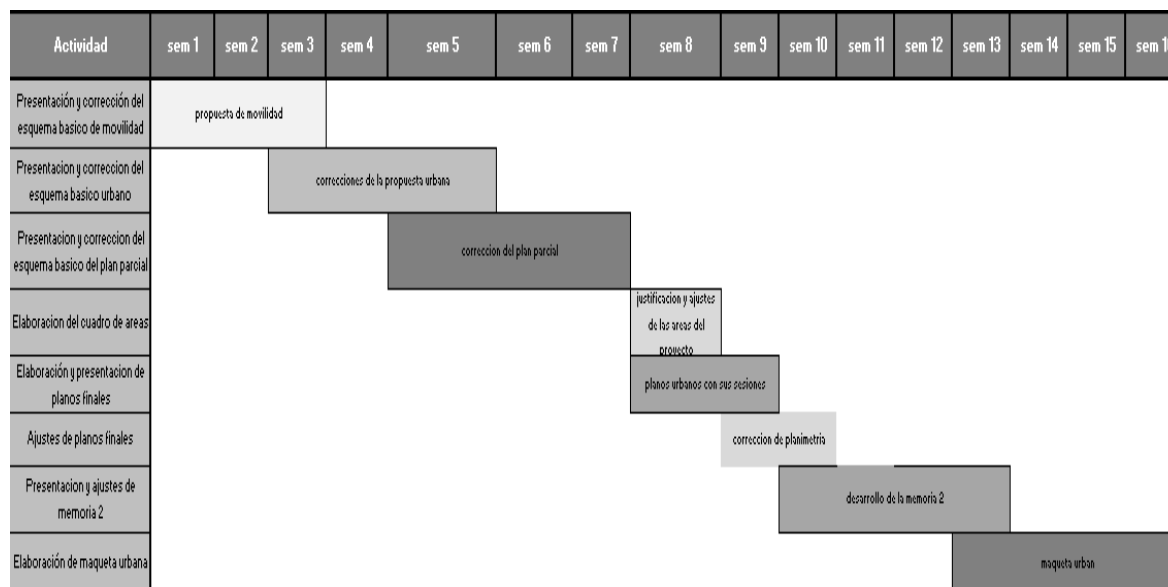 Actividad sem 1 sem 2 sem 3 sem 4 sem 5 sem 6 sem 7 sem 8 sem 9 sem 10 sem 11 sem 12 sem 13 sem 14 sem 15 sem
Presentación y corrección del
esquema basico de movilidad
propuesta de movilidad
Presentacion y correccion del
esquema basico urbano
correcciones de la propuesta urbana
Presentacion y correccion del
esquema basico del plan parcial
correccion del plan parcial
Elaboracion del cuadro de areas
justificacion y ajustes
de las areas del
proyecto
Elaboración y presentacion de
planos finales
planos urbanos con sus sesiones
Ajustes de planos finales
correccion de planimetria
Presentacion y ajustes de
memoria 2
desarrollo de la memoria 2
Elaboración de maqueta urbana
maqueta urban